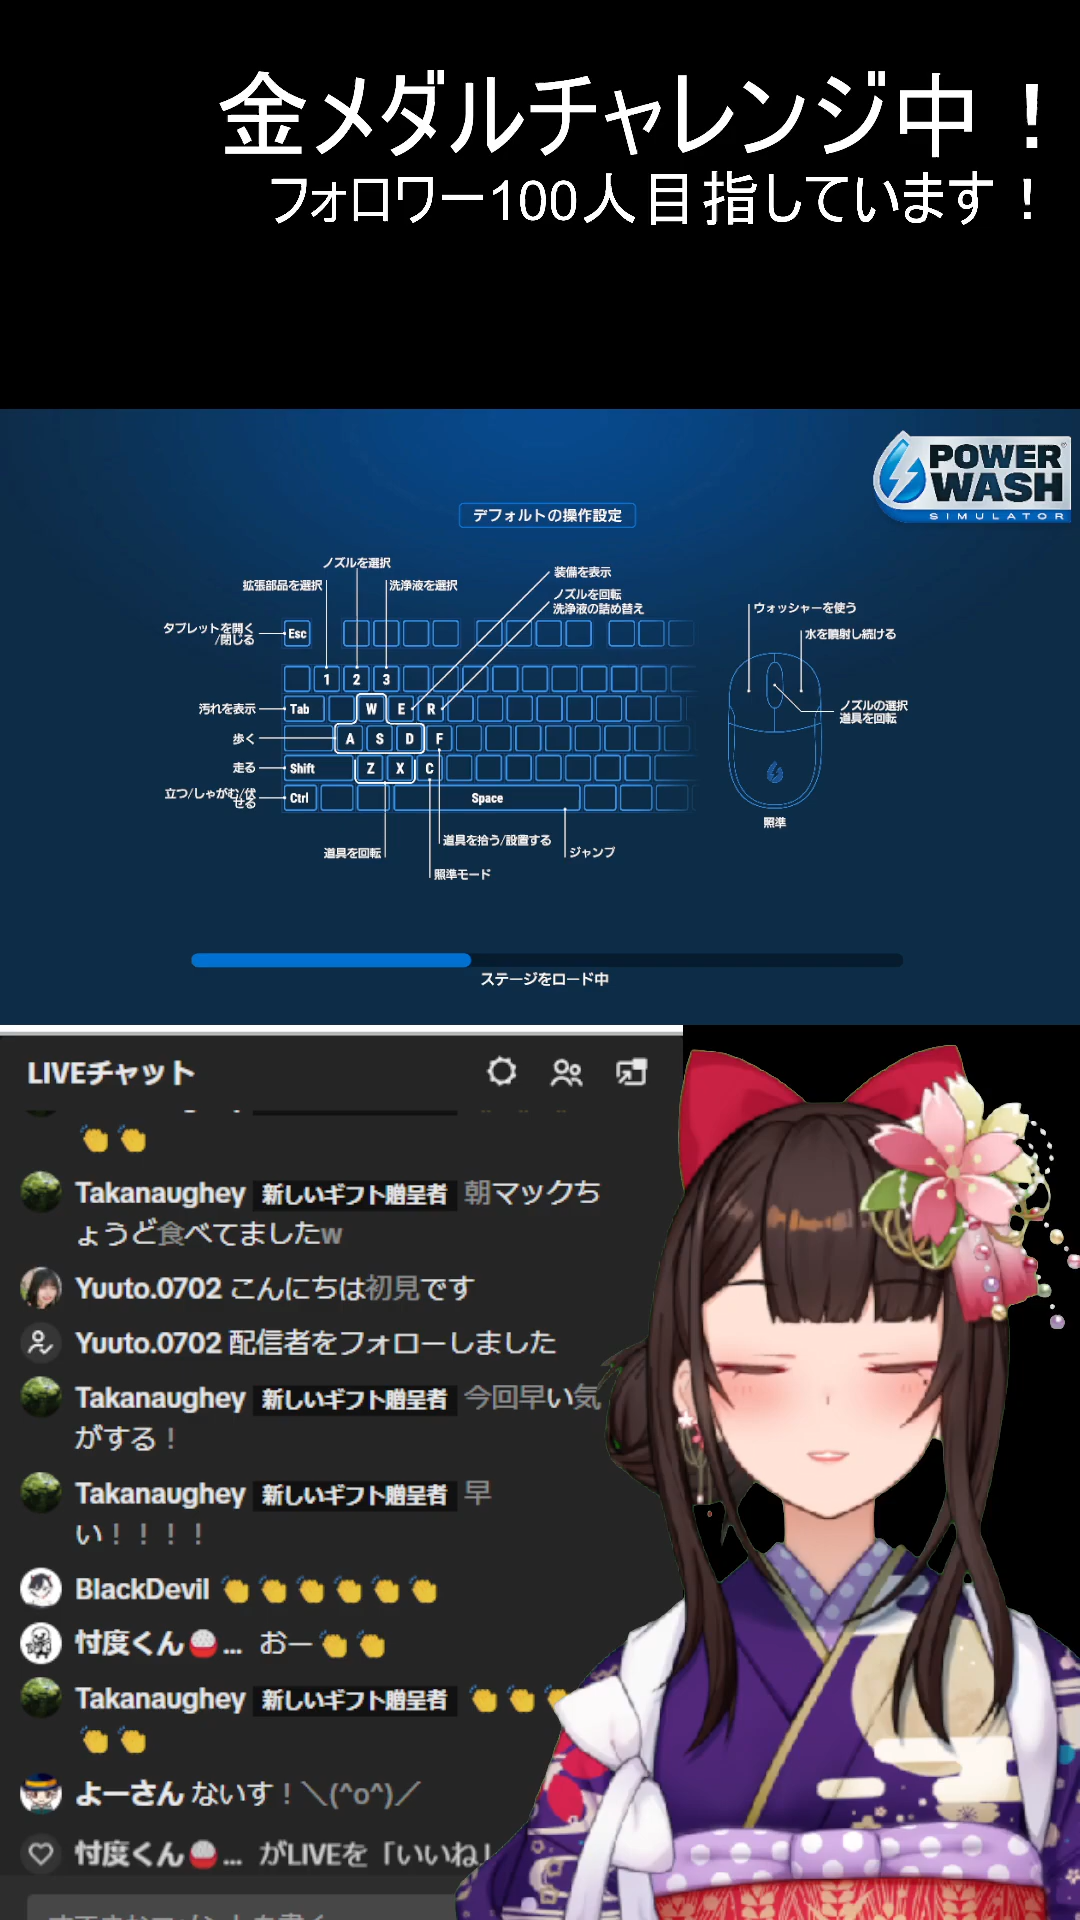 金メダルチャレンジ中！
フォロワー100人目指しています！
POWER
WASH
SIMULATOR
デフォルトの操作設定
ノズルを選択
拡張部品を選択
洗浄液を選択
装備を表示
ノズルを回転
洗浄液の詰め替え
タブレットを開く
/閉じる
Esc
1 2 3
汚れを表示
Tab W E R
歩く
A S D F
走る
Shift Z X C
立つ/しゃがむ/伏
せる
Ctrl Space
道具を回転
道具を拾う/設置する
ジャンプ
照準モード
ウォッシャーを使う
水を噴射し続ける
ノズルの選択
道具を回転
照準
ステージをロード中
LIVEチャット
👏👏
Takanaughey 新しいギフト贈呈者 朝マックち
ょうど食べてましたw
Yuuto.0702 こんにちは初見です
Yuuto.0702 配信者をフォローしました
Takanaughey 新しいギフト贈呈者 今回早い気
がする！
Takanaughey 新しいギフト贈呈者 早
い！！！！
BlackDevil 👏👏👏👏👏👏
忖度くん🍚... おー👏👏
Takanaughey 新しいギフト贈呈者 👏👏👏
👏👏
よーさん ないす！＼(^o^)／
忖度くん🍚... がLIVEを「いいね」